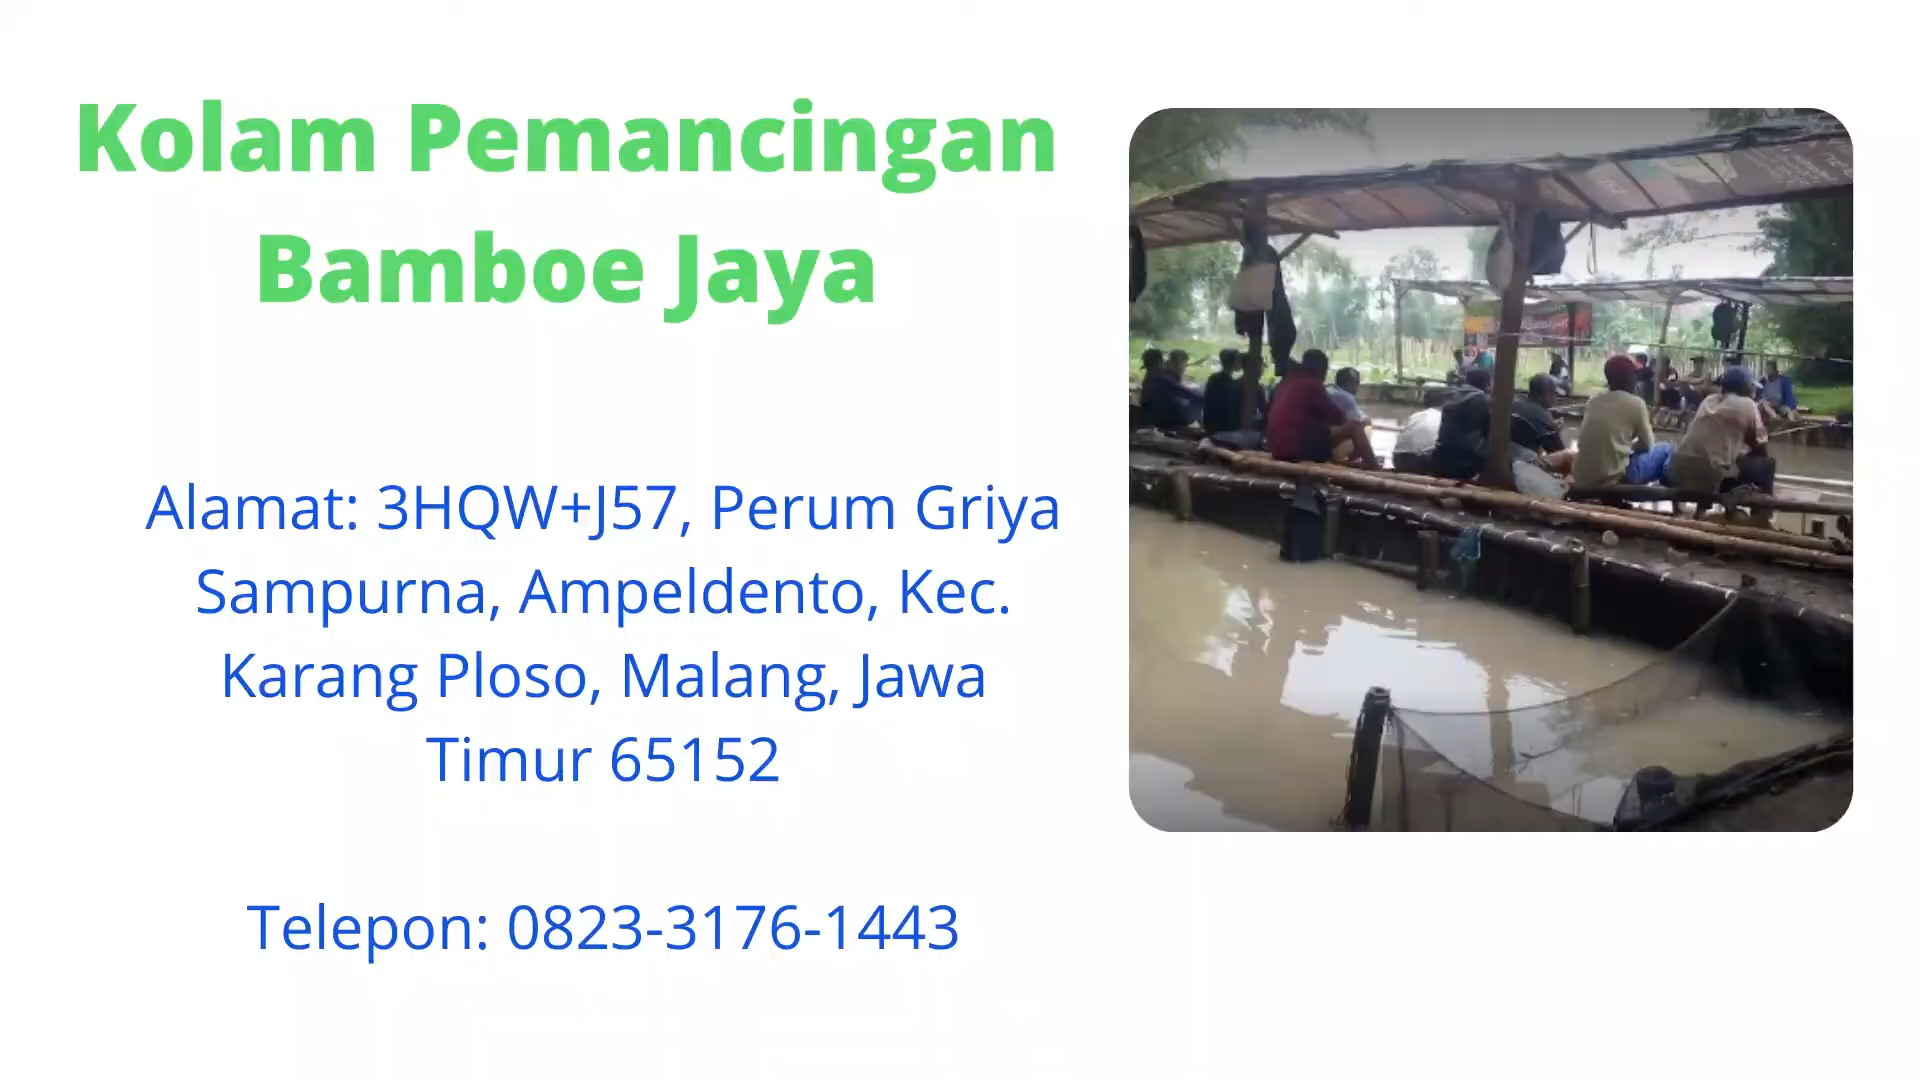 Kolam Pemancingan
Bamboe Jaya
Alamat: 3HQW+J57, Perum Griya
Sampurna, Ampeldento, Kec.
Karang Ploso, Malang, Jawa
Timur 65152
Telepon: 0823-3176-1443